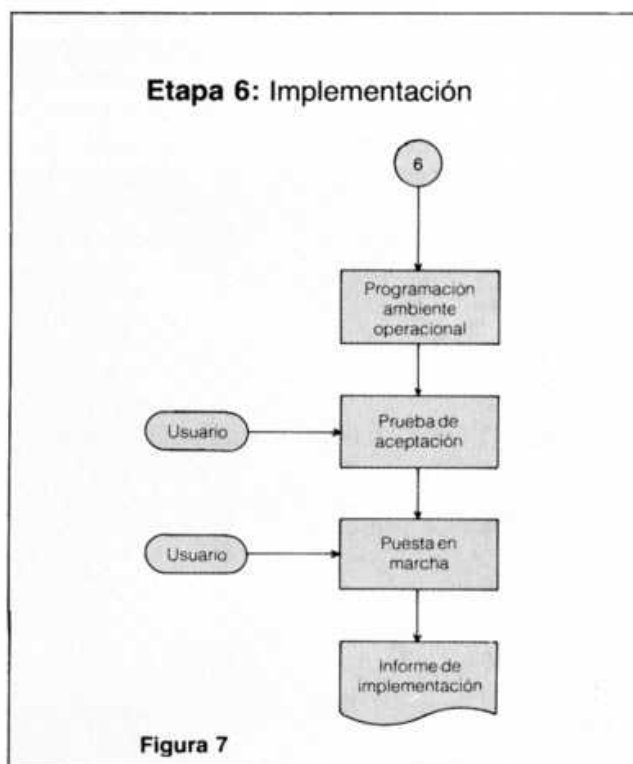 Etapa 6: Implementación
6
Programación
ambiente
operacional
Usuario
Prueba de
aceptación
Usuario
Puesta en
marcha
Informe de
implementación
Figura 7